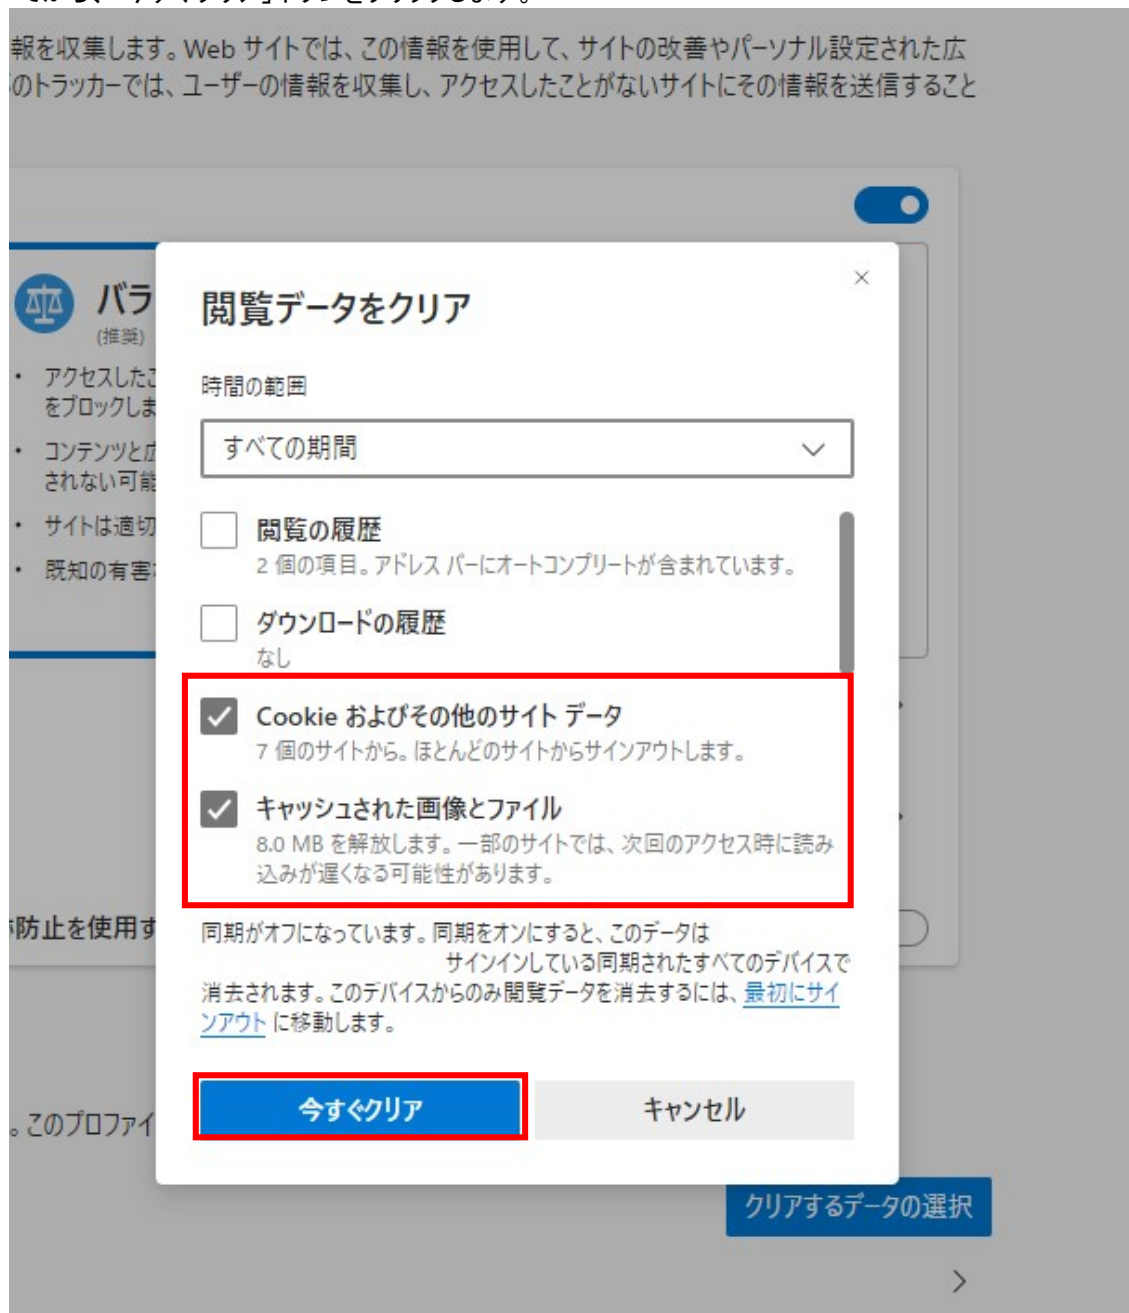 報を収集します。Web サイトでは、この情報を使用して、サイトの改善やパーソナル設定された広
のトラッカーでは、ユーザーの情報を収集し、アクセスしたことがないサイトにその情報を送信すること
バラ
(推奨)
• アクセスしたこ
をブロックしま
• コンテンツと広
されない可能
• サイトは適切
• 既知の有害
閲覧データをクリア
時間の範囲
すべての期間
閲覧の履歴
2 個の項目。アドレス バーにオートコンプリートが含まれています。
ダウンロードの履歴
なし
Cookie およびその他のサイト データ
7 個のサイトから。ほとんどのサイトからサインアウトします。
キャッシュされた画像とファイル
8.0 MB を解放します。一部のサイトでは、次回のアクセス時に読み
込みが遅くなる可能性があります。
防止を使用す
同期がオフになっています。同期をオンにすると、このデータは
サインインしている同期されたすべてのデバイスで
消去されます。このデバイスからのみ閲覧データを消去するには、最初にサイ
ンアウト に移動します。
今すぐクリア
キャンセル
。このプロファイ
クリアするデータの選択